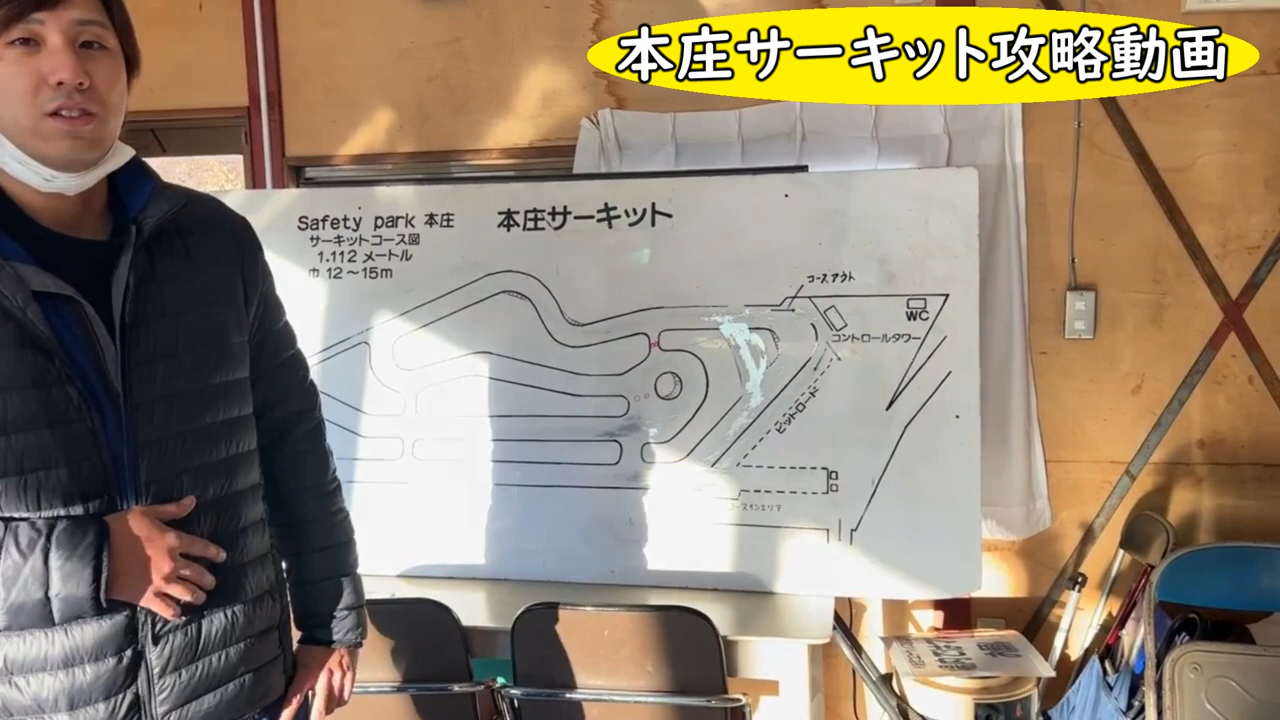 本庄サーキット攻略動画
Safety park 本庄
本庄サーキット
サーキットコース図
1.112 メートル
巾 12〜15m
コースアウト
WC
コントロールタワー
ピットロード
コースインエリア